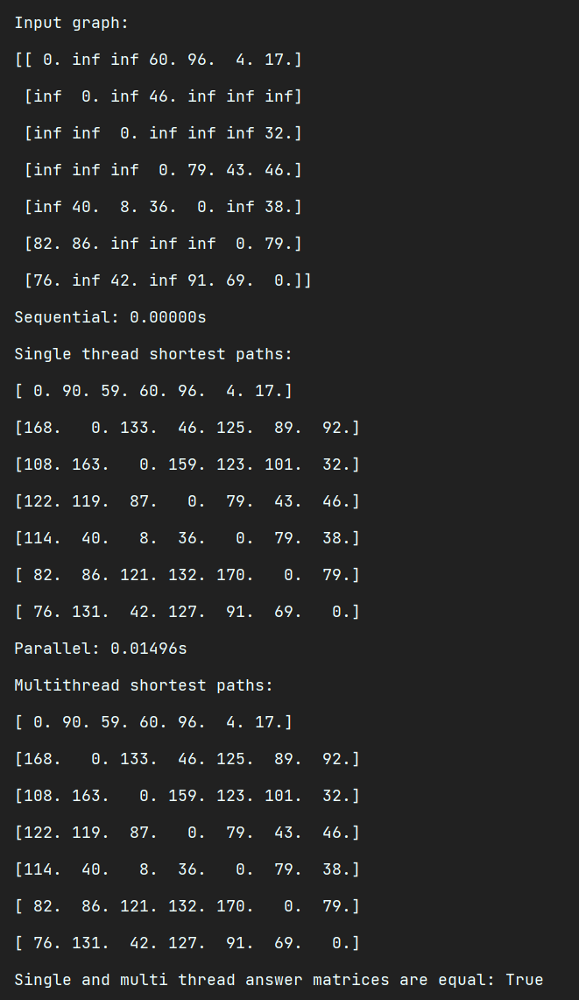 Input graph:
[[ 0. inf inf 60. 96.  4. 17.]
 [inf  0. inf 46. inf inf inf]
 [inf inf  0. inf inf inf 32.]
 [inf inf inf  0. 79. 43. 46.]
 [inf 40.  8. 36.  0. inf 38.]
 [82. 86. inf inf inf  0. 79.]
 [76. inf 42. inf 91. 69.  0.]]
Sequential: 0.00000s
Single thread shortest paths:
[ 0. 90. 59. 60. 96.  4. 17.]
[168.   0. 133.  46. 125.  89.  92.]
[108. 163.   0. 159. 123. 101.  32.]
[122. 119.  87.   0.  79.  43.  46.]
[114.  40.   8.  36.   0.  79.  38.]
[ 82.  86. 121. 132. 170.   0.  79.]
[ 76. 131.  42. 127.  91.  69.   0.]
Parallel: 0.01496s
Multithread shortest paths:
[ 0. 90. 59. 60. 96.  4. 17.]
[168.   0. 133.  46. 125.  89.  92.]
[108. 163.   0. 159. 123. 101.  32.]
[122. 119.  87.   0.  79.  43.  46.]
[114.  40.   8.  36.   0.  79.  38.]
[ 82.  86. 121. 132. 170.   0.  79.]
[ 76. 131.  42. 127.  91.  69.   0.]
Single and multi thread answer matrices are equal: True